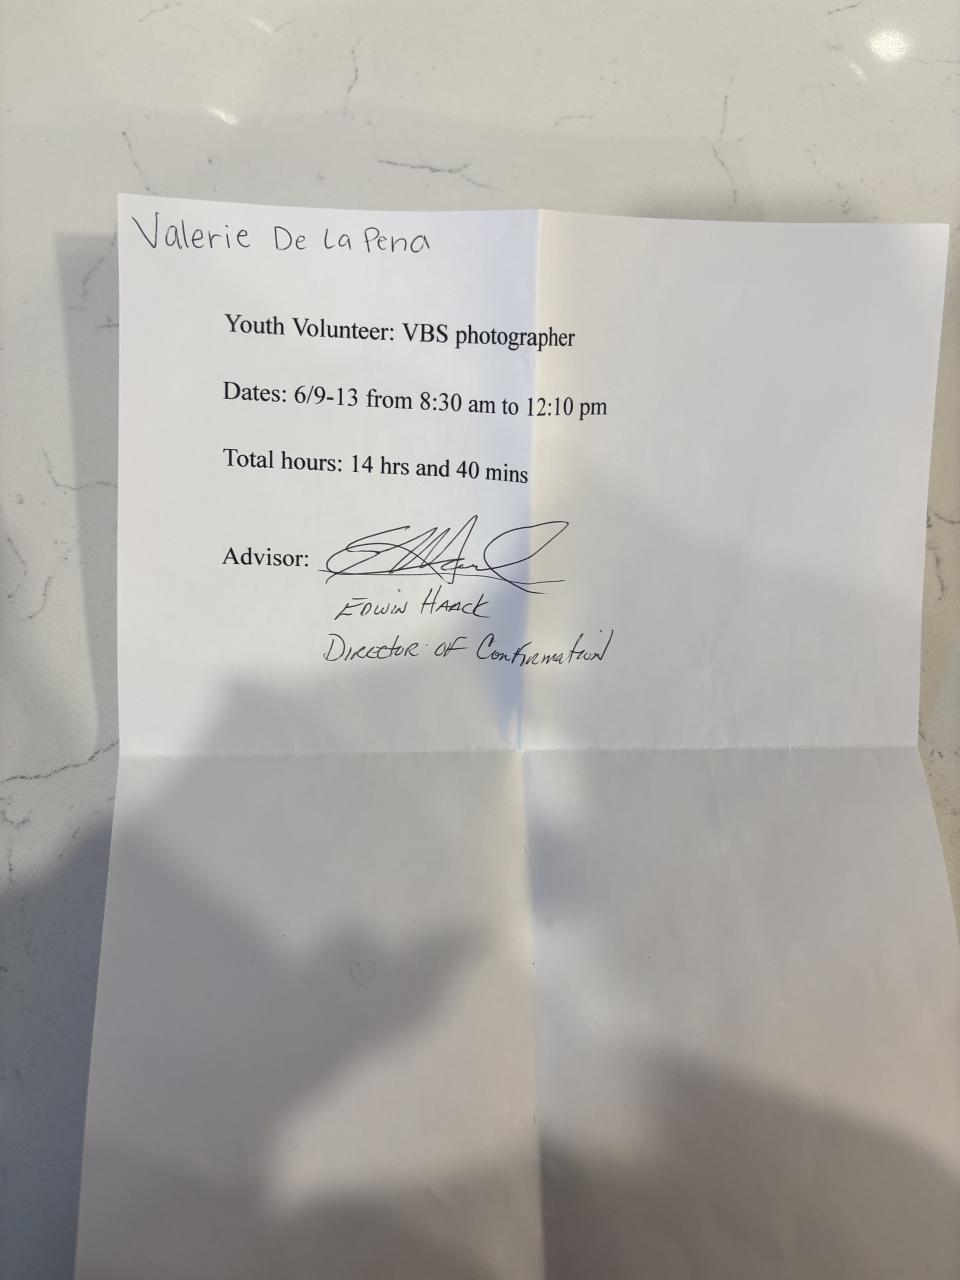 Valerie De La Pena
Youth Volunteer: VBS photographer
Dates: 6/9-13 from 8:30 am to 12:10 pm
Total hours: 14 hrs and 40 mins
Advisor:
Edwin Haack
Director of Confirmation